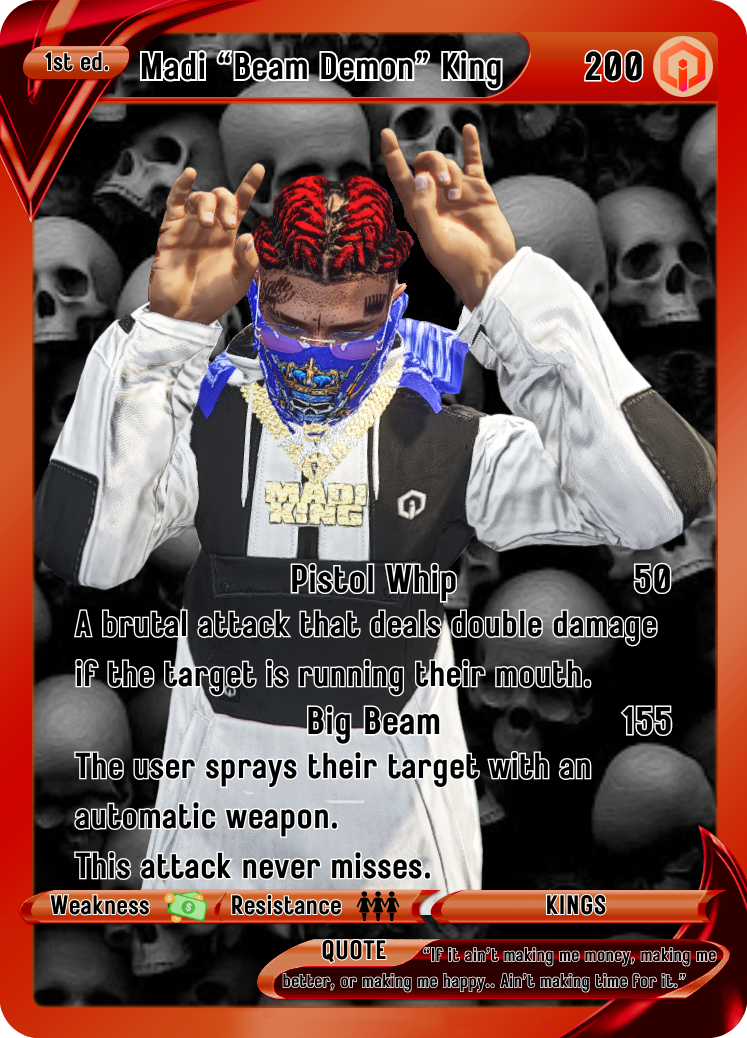 1st ed.
Madi “Beam Demon” King
200
MADI
KING
Pistol Whip
50
A brutal attack that deals double damage
if the target is running their mouth.
Big Beam
155
The user sprays their target with an
automatic weapon.
This attack never misses.
Weakness
Resistance
KINGS
QUOTE
“If it ain’t making me money, making me
better, or making me happy.. Ain’t making time for it.”